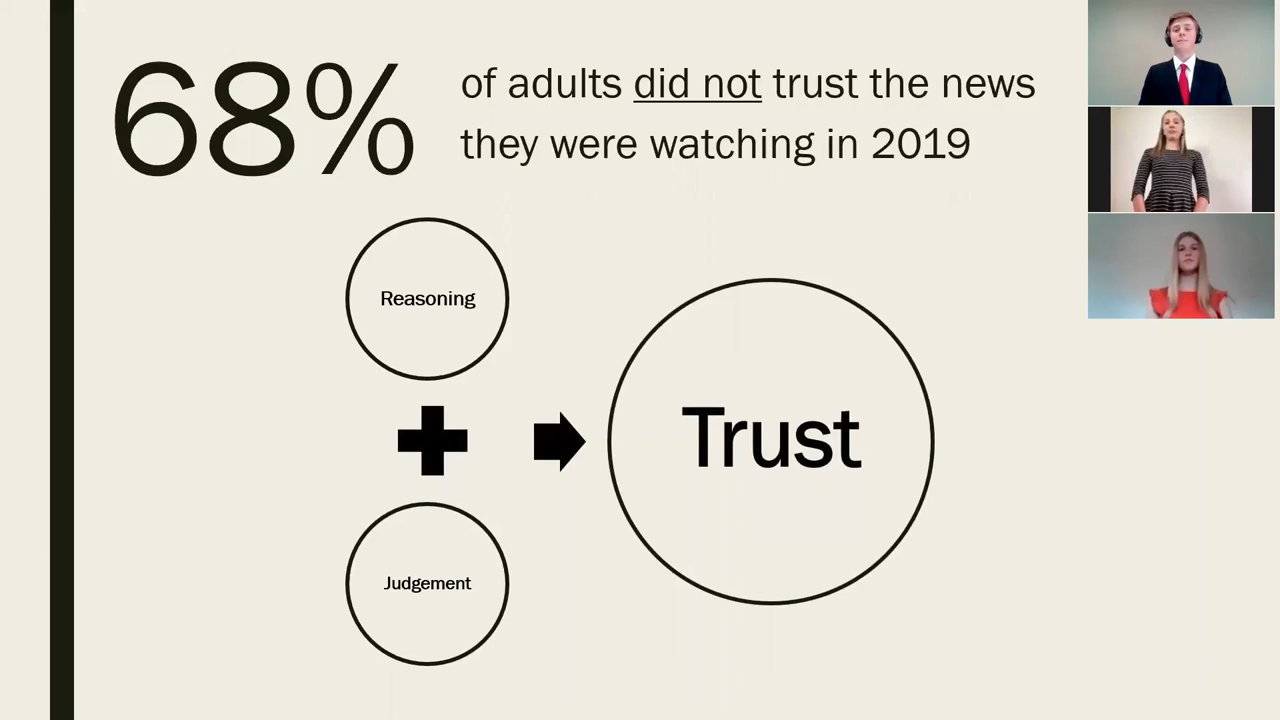 68%
of adults did not trust the news
they were watching in 2019
Reasoning
Trust
Judgement